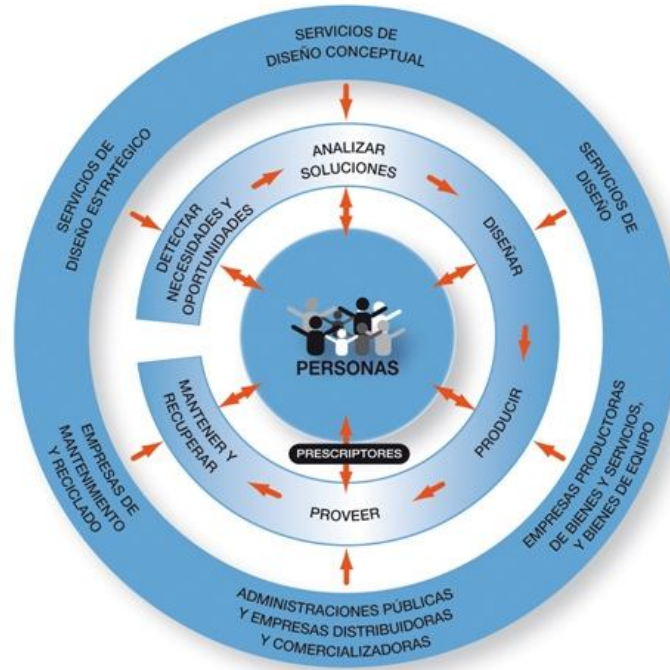 SERVICIOS DE
DISEÑO CONCEPTUAL
SERVICIOS DE
DISEÑO
EMPRESAS PRODUCTORAS
DE BIENES Y SERVICIOS,
Y BIENES DE EQUIPO
ADMINISTRACIONES PÚBLICAS
Y EMPRESAS DISTRIBUIDORAS
Y COMERCIALIZADORAS
EMPRESAS DE
MANTENIMIENTO
Y RECICLADO
SERVICIOS DE
DISEÑO ESTRATÉGICO
DETECTAR
NECESIDADES Y
OPORTUNIDADES
ANALIZAR
SOLUCIONES
DISEÑAR
PRODUCIR
PROVEER
MANTENER Y
RECUPERAR
PERSONAS
PRESCRIPTORES